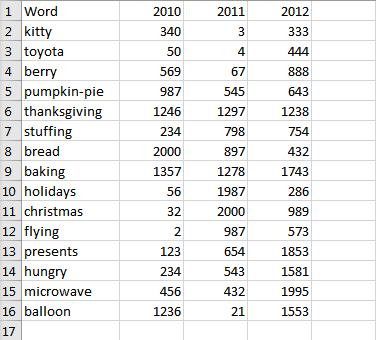 1 Word 2010 2011 2012
2 kitty 340 3 333
3 toyota 50 4 444
4 berry 569 67 888
5 pumpkin-pie 987 545 643
6 thanksgiving 1246 1297 1238
7 stuffing 234 798 754
8 bread 2000 897 432
9 baking 1357 1278 1743
10 holidays 56 1987 286
11 christmas 32 2000 989
12 flying 2 987 573
13 presents 123 654 1853
14 hungry 234 543 1581
15 microwave 456 432 1995
16 balloon 1236 21 1553
17